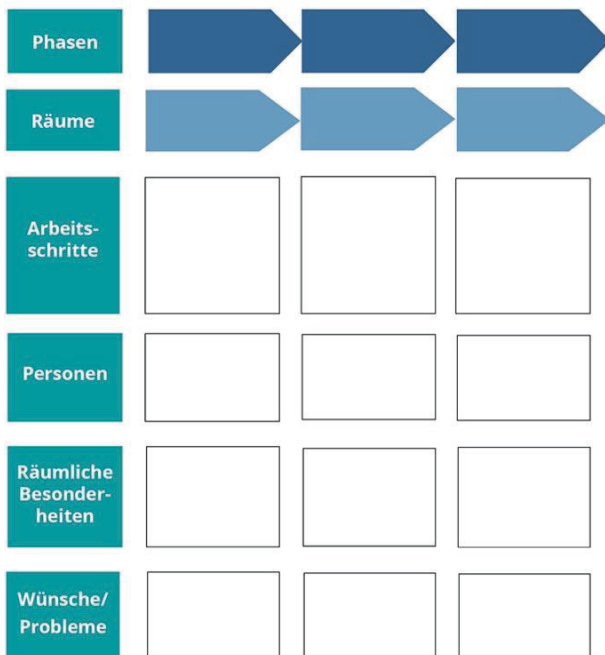 Phasen
Räume
Arbeits-
schritte
Personen
Räumliche
Besonder-
heiten
Wünsche/
Probleme